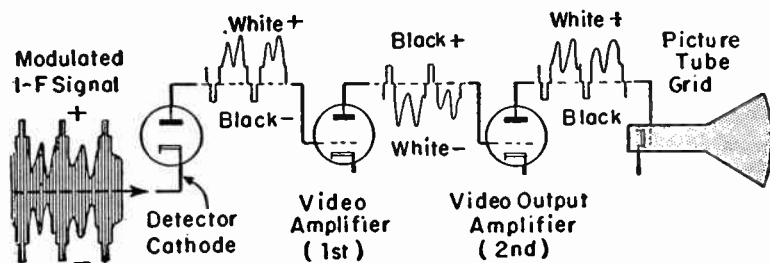 Modulated
I-F Signal
+
−
White +
Black −
Detector
Cathode
Video
Amplifier
(1st)
Black +
White −
Video Output
Amplifier
(2nd)
White +
Black
Picture
Tube
Grid